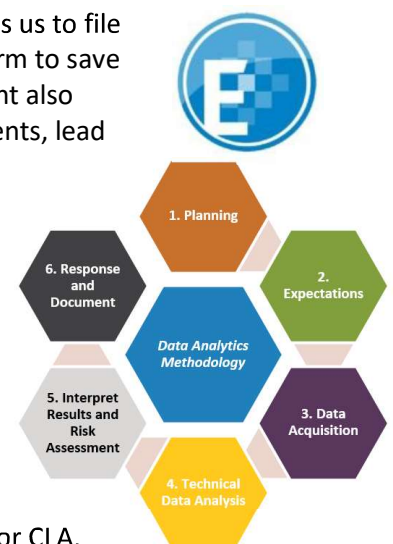 s us to file
rm to save
nt also
ents, lead
E
1. Planning
2.
Expectations
3. Data
Acquisition
4. Technical
Data Analysis
5. Interpret
Results and
Risk
Assessment
6. Response
and
Document
Data Analytics
Methodology
or CLA.